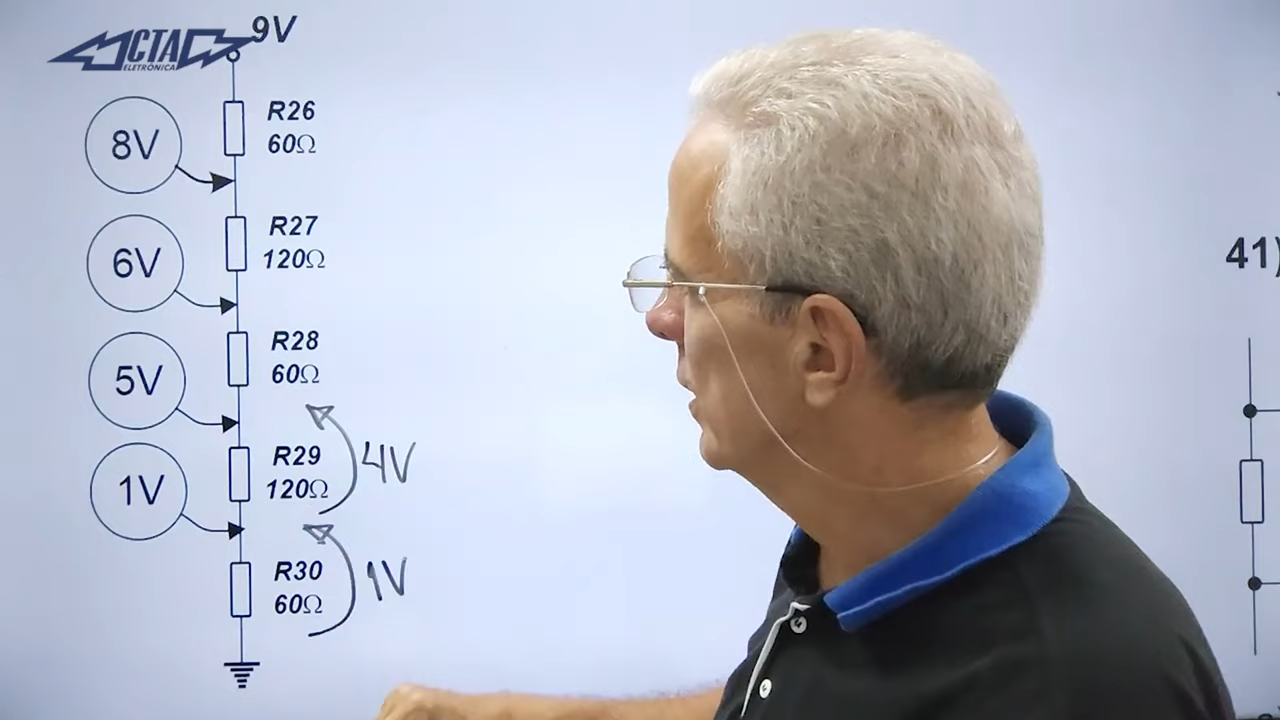 CTA
ELETRÔNICA
9V
R26
60Ω
8V
R27
120Ω
6V
R28
60Ω
5V
R29
120Ω
4V
1V
R30
60Ω
1V
41)